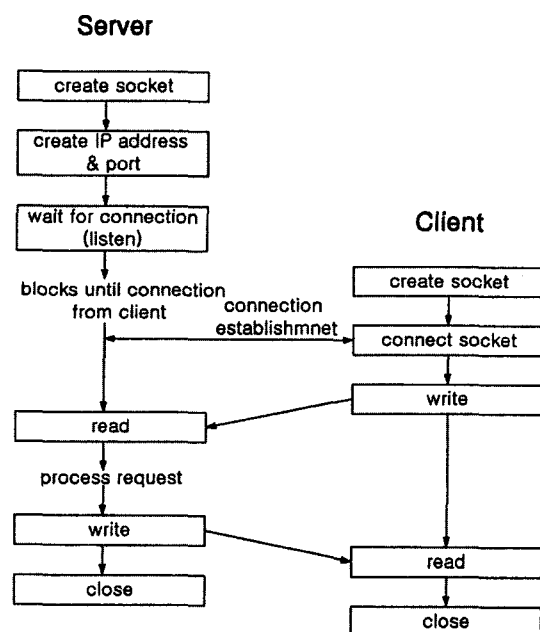 Server
create socket
create IP address
& port
wait for connection
(listen)
blocks until connection
from client
read
process request
write
close
connection
establishmnet
Client
create socket
connect socket
write
read
close